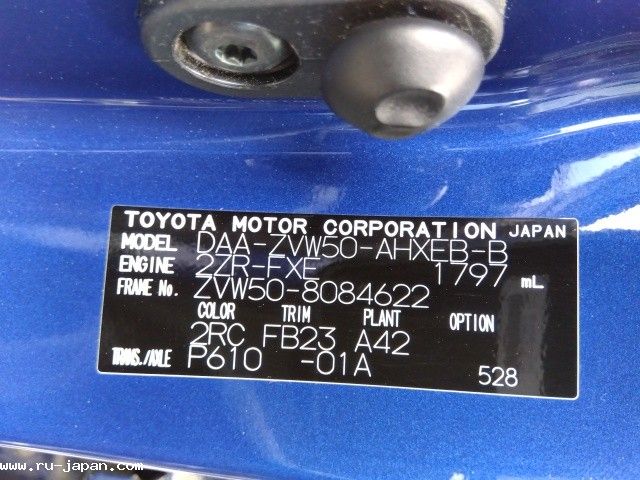 TOYOTA MOTOR CORPORATION JAPAN
MODEL DAA-ZVW50-AHXEB-B
ENGINE 2ZR-FXE 1797 mL
FRAME No. ZVW50-8084622
COLOR TRIM PLANT OPTION
2RC FB23 A42
TRANS./AXLE P610 -01A 528
www.ru-japan.com